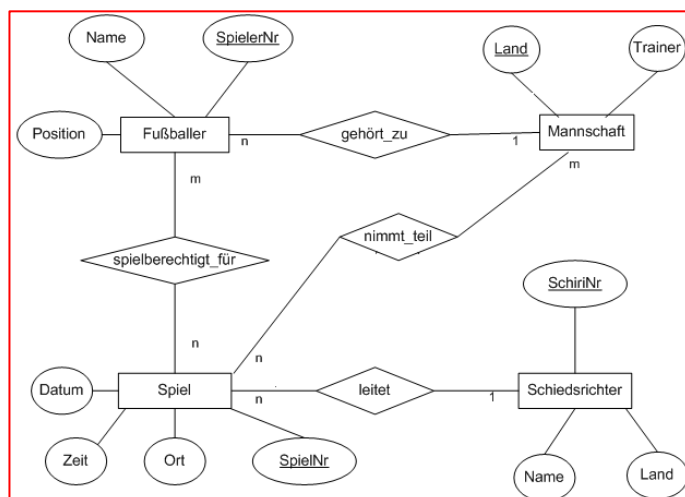 Name
SpielerNr
Land
Trainer
Position
Fußballer
n
gehört_zu
1
Mannschaft
m
m
spielberechtigt_für
nimmt_teil
SchiriNr
n
n
Datum
Spiel
n
leitet
1
Schiedsrichter
Zeit
Ort
SpielNr
Name
Land